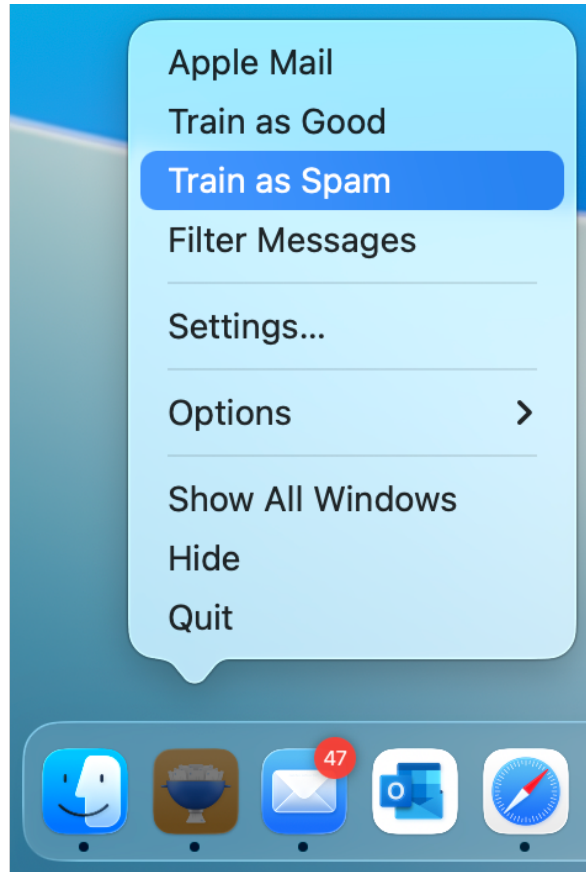 Apple Mail
Train as Good
Train as Spam
Filter Messages
Settings...
Options
Show All Windows
Hide
Quit
47
O